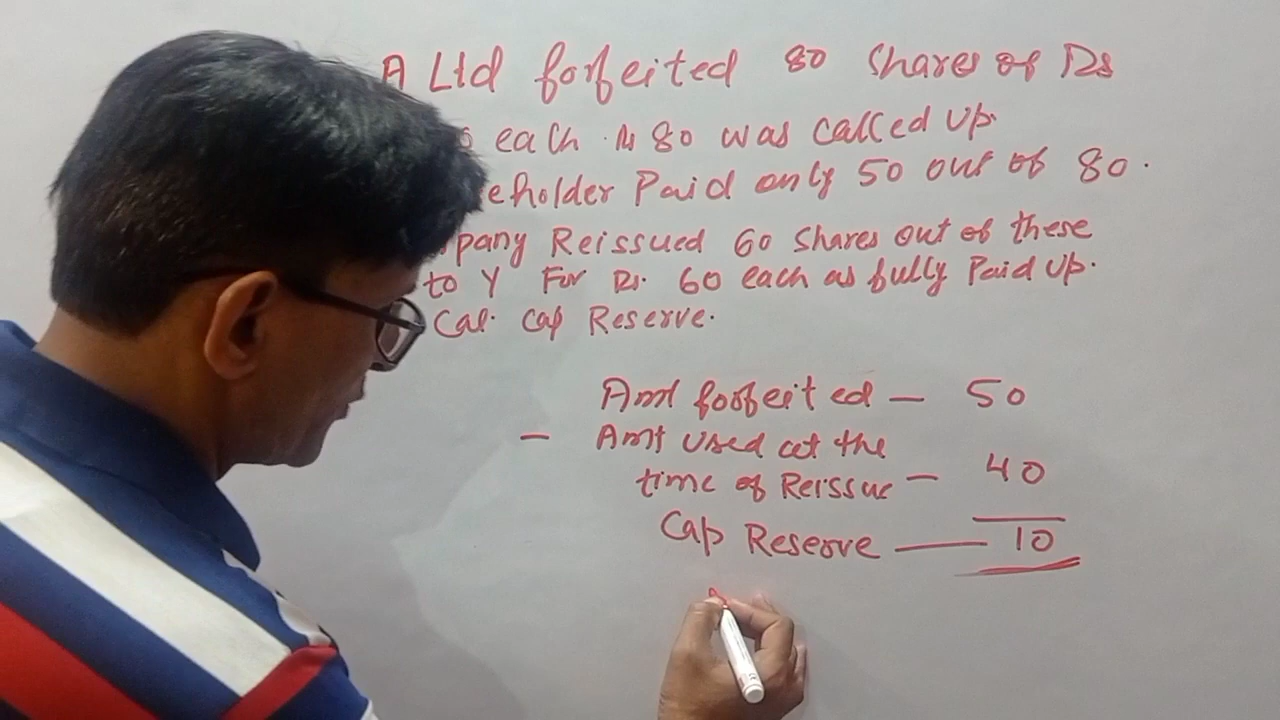 A Ltd forfeited 80 shares of Rs
each. Rs 80 was called up.
eholder Paid only 50 out of 80.
pany Reissued 60 shares out of these
to Y For Rs. 60 each as fully Paid up.
Cal. Cap Reserve.
Amt forfeited — 50
– Amt used at the
time of Reissue — 40
Cap Reserve —— 10